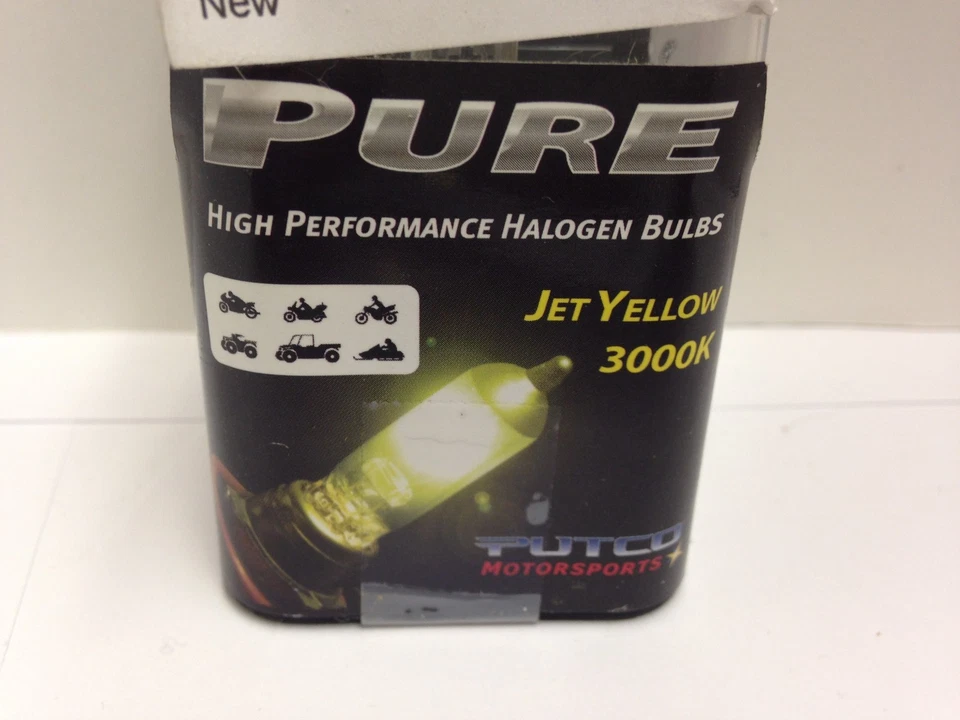 New
PURE
HIGH PERFORMANCE HALOGEN BULBS
JET YELLOW
3000K
PUTCO
MOTORSPORTS